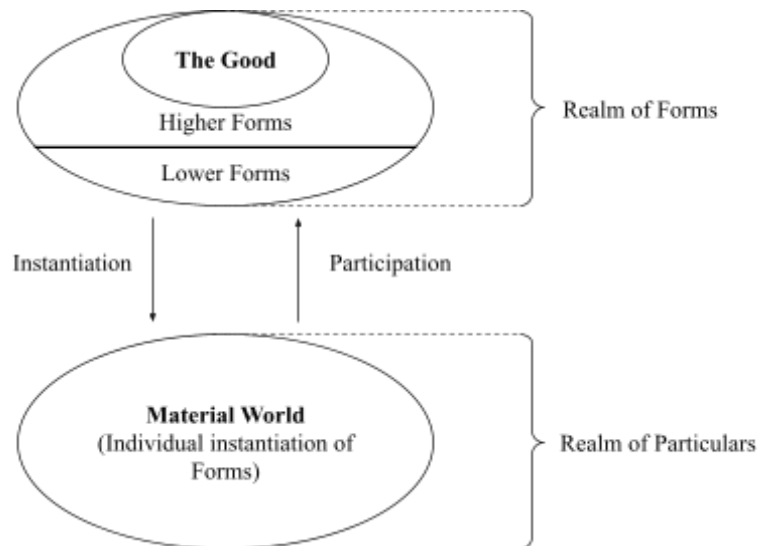 The Good
Higher Forms
Realm of Forms
Lower Forms
Instantiation
Participation
Material World
(Individual instantiation of
Forms)
Realm of Particulars